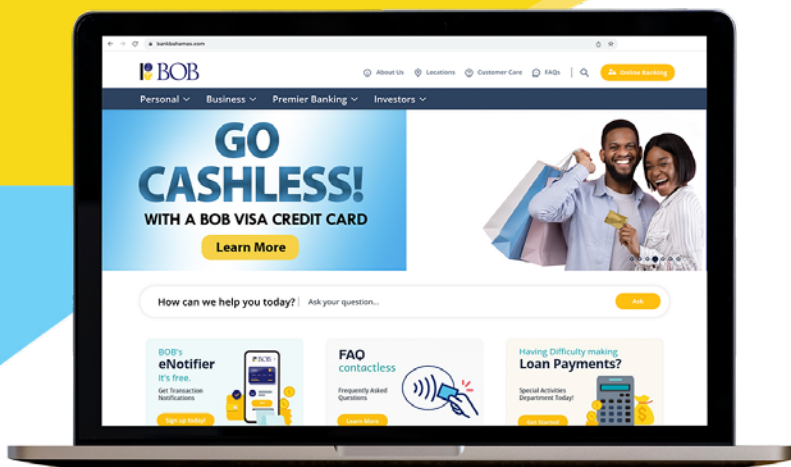 bankbahamas.com
BOB
About Us Locations Customer Care FAQs Online Banking
Personal Business Premier Banking Investors
GO
CASHLESS!
WITH A BOB VISA CREDIT CARD
Learn More
How can we help you today? Ask your question... Ask
BOB's
eNotifier
It's free.
Get Transaction
Notifications
Sign up today!
BOB
FAQ
contactless
Frequently Asked
Questions
Learn More
Having Difficulty making
Loan Payments?
Special Activities
Department Today!
Get Started